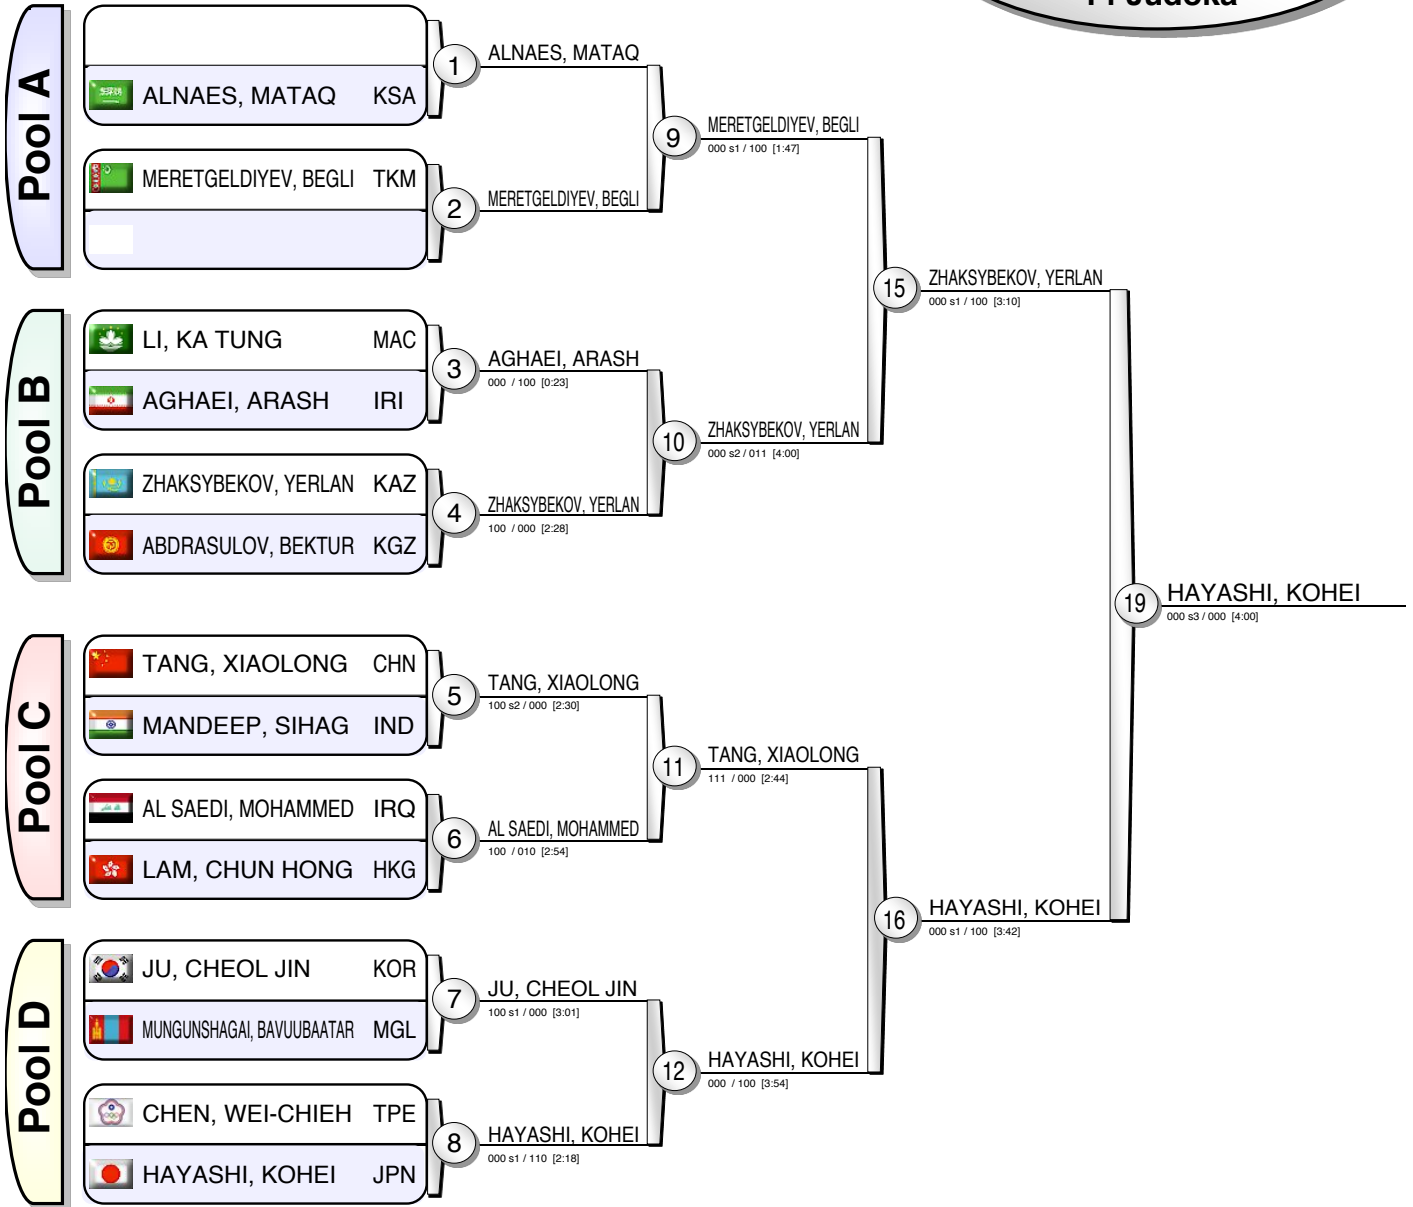 14 Judoka
Pool A
ALNAES, MATAQ KSA
MERETGELDIYEV, BEGLI TKM
1
ALNAES, MATAQ
2
MERETGELDIYEV, BEGLI
9
MERETGELDIYEV, BEGLI
000 s1 / 100 [1:47]
Pool B
LI, KA TUNG MAC
AGHAEI, ARASH IRI
ZHAKSYBEKOV, YERLAN KAZ
ABDRASULOV, BEKTUR KGZ
3
AGHAEI, ARASH
000 / 100 [0:23]
4
ZHAKSYBEKOV, YERLAN
100 / 000 [2:28]
10
ZHAKSYBEKOV, YERLAN
000 s2 / 011 [4:00]
15
ZHAKSYBEKOV, YERLAN
000 s1 / 100 [3:10]
Pool C
TANG, XIAOLONG CHN
MANDEEP, SIHAG IND
AL SAEDI, MOHAMMED IRQ
LAM, CHUN HONG HKG
5
TANG, XIAOLONG
100 s2 / 000 [2:30]
6
AL SAEDI, MOHAMMED
100 / 010 [2:54]
11
TANG, XIAOLONG
111 / 000 [2:44]
Pool D
JU, CHEOL JIN KOR
MUNGUNSHAGAI, BAVUUBAATAR MGL
CHEN, WEI-CHIEH TPE
HAYASHI, KOHEI JPN
7
JU, CHEOL JIN
100 s1 / 000 [3:01]
8
HAYASHI, KOHEI
000 s1 / 110 [2:18]
12
HAYASHI, KOHEI
000 / 100 [3:54]
16
HAYASHI, KOHEI
000 s1 / 100 [3:42]
19
HAYASHI, KOHEI
000 s3 / 000 [4:00]